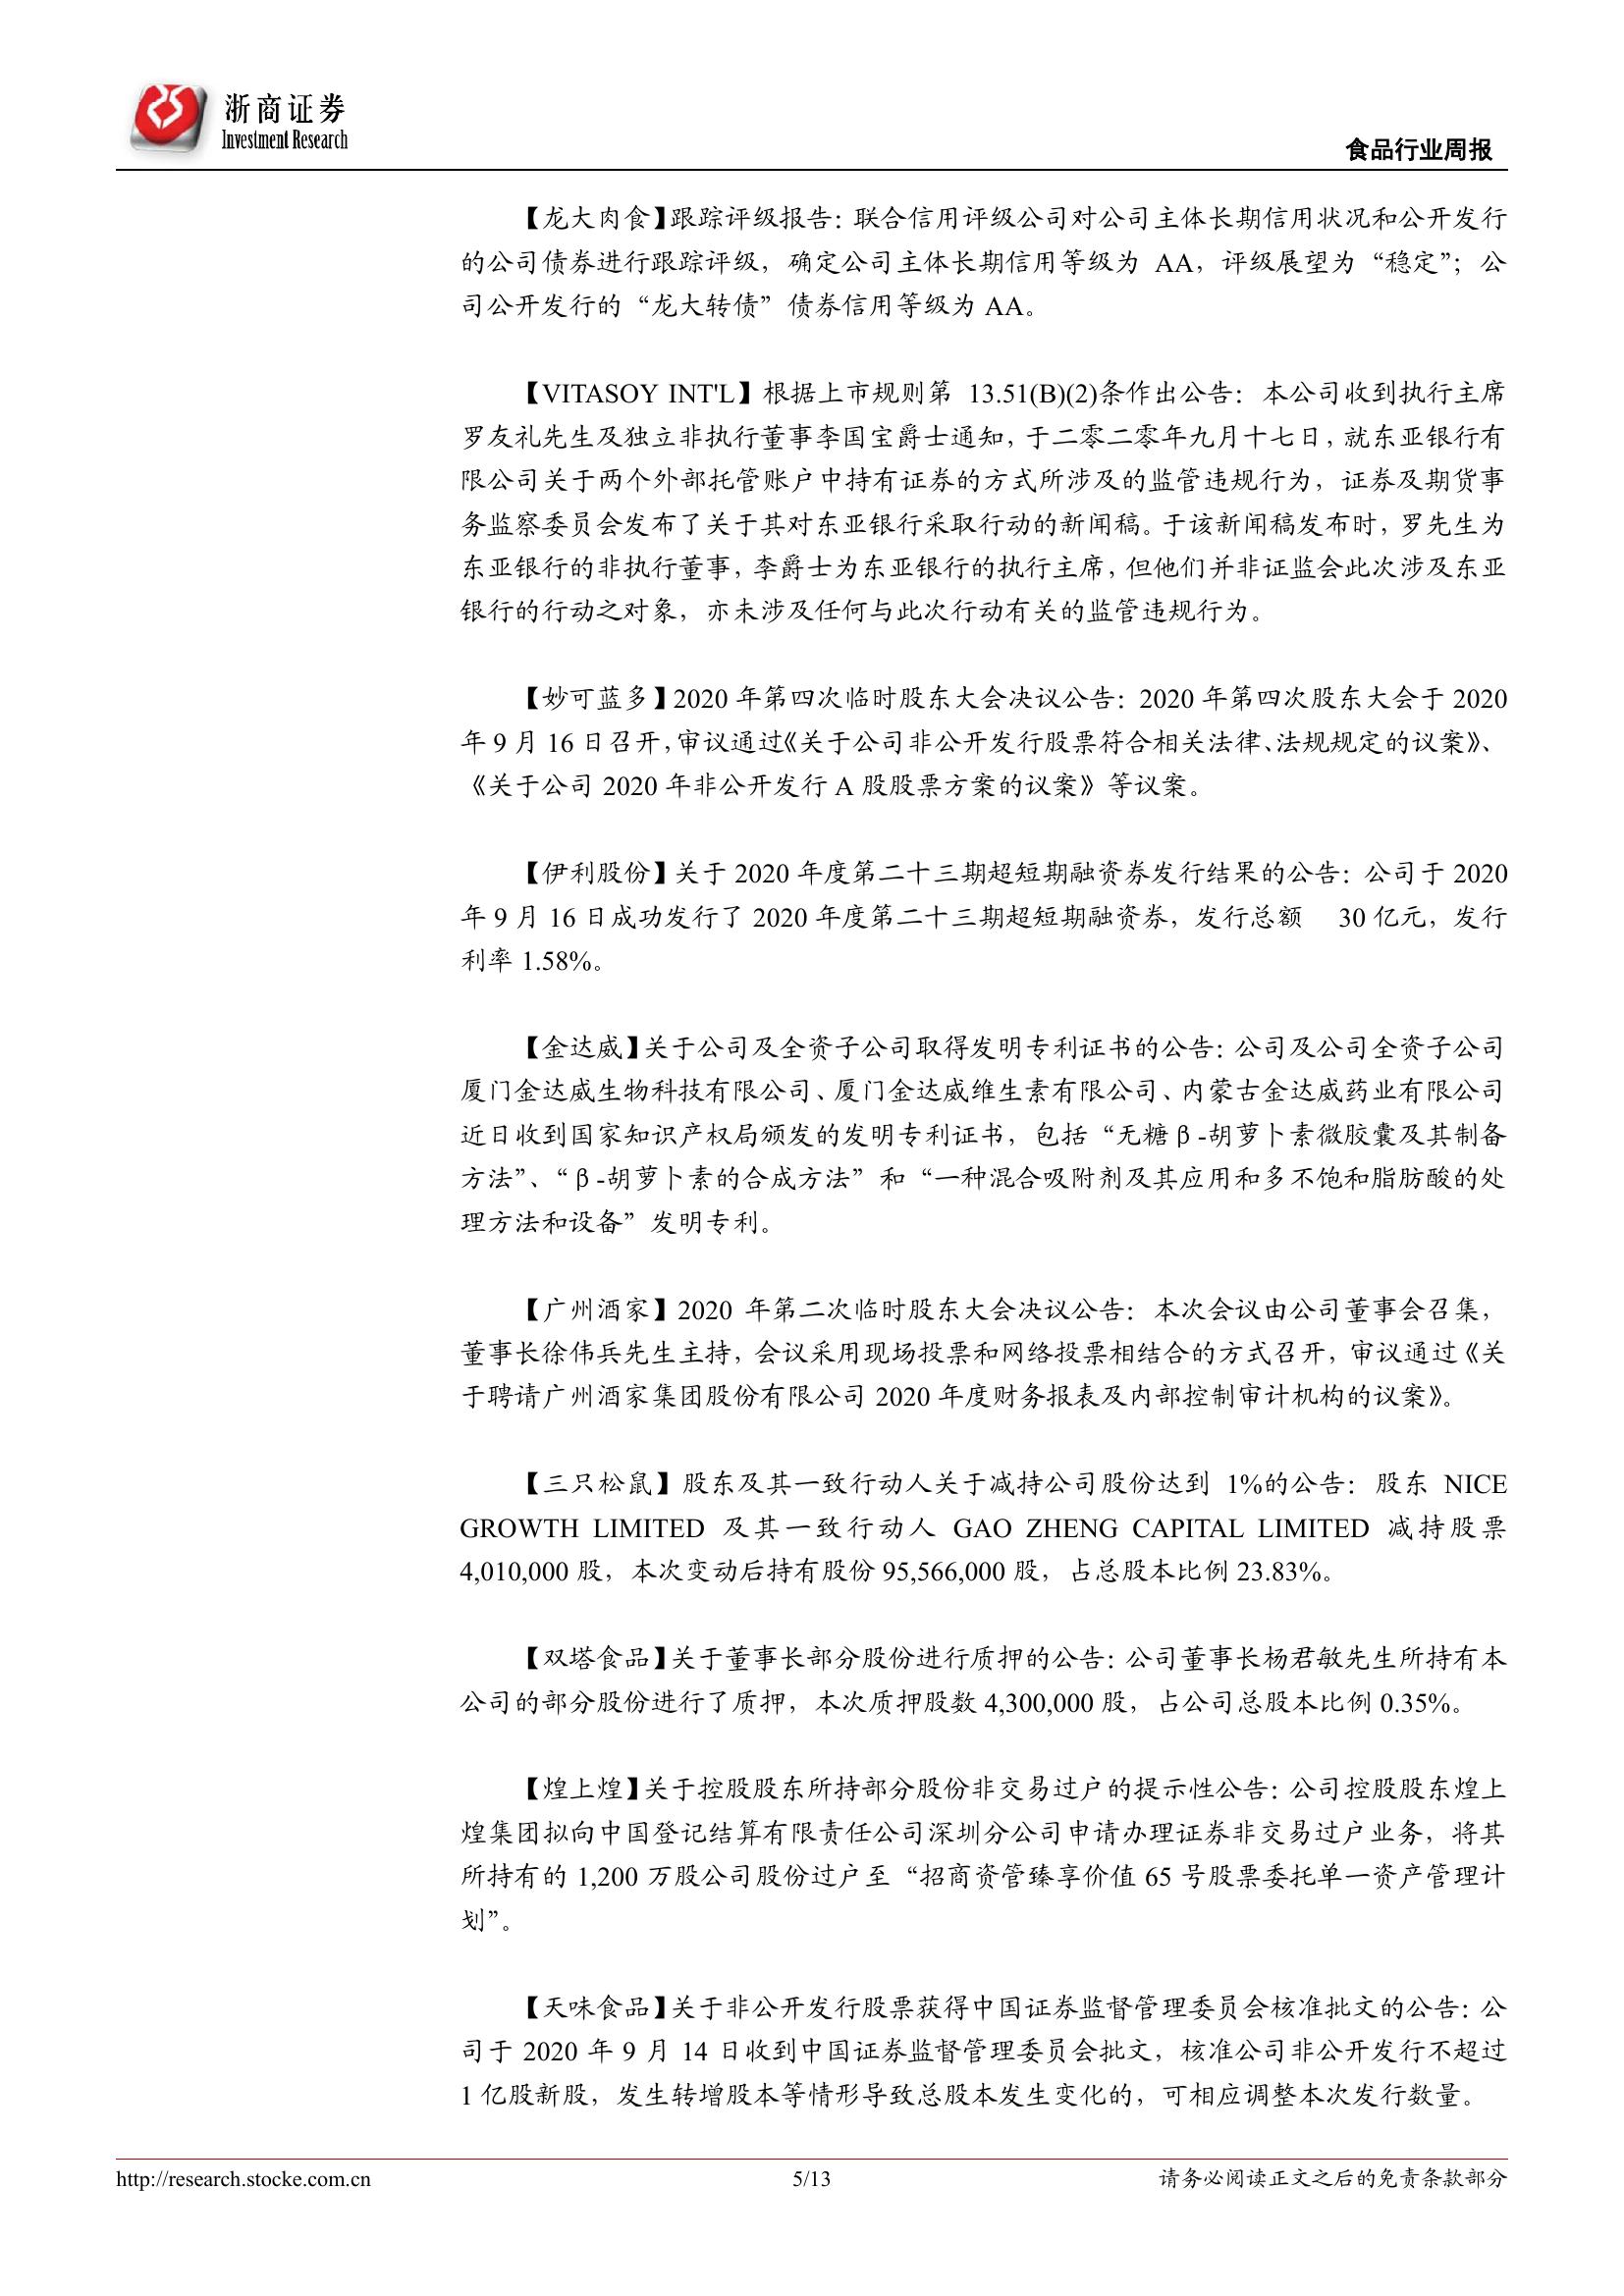 浙商证券
Investment Research
食品行业周报
【龙大肉食】跟踪评级报告：联合信用评级公司对公司主体长期信用状况和公开发行
的公司债券进行跟踪评级，确定公司主体长期信用等级为 AA，评级展望为“稳定”；公
司公开发行的“龙大转债”债券信用等级为 AA。
【VITASOY INT'L】根据上市规则第 13.51(B)(2)条作出公告：本公司收到执行主席
罗友礼先生及独立非执行董事李国宝爵士通知，于二零二零年九月十七日，就东亚银行有
限公司关于两个外部托管账户中持有证券的方式所涉及的监管违规行为，证券及期货事
务监察委员会发布了关于其对东亚银行采取行动的新闻稿。于该新闻稿发布时，罗先生为
东亚银行的非执行董事，李爵士为东亚银行的执行主席，但他们并非证监会此次涉及东亚
银行的行动之对象，亦未涉及任何与此次行动有关的监管违规行为。
【妙可蓝多】2020 年第四次临时股东大会决议公告：2020 年第四次股东大会于 2020
年 9 月 16 日召开，审议通过《关于公司非公开发行股票符合相关法律、法规规定的议案》、
《关于公司 2020 年非公开发行 A 股股票方案的议案》等议案。
【伊利股份】关于 2020 年度第二十三期超短期融资券发行结果的公告：公司于 2020
年 9 月 16 日成功发行了 2020 年度第二十三期超短期融资券，发行总额 30 亿元，发行
利率 1.58%。
【金达威】关于公司及全资子公司取得发明专利证书的公告：公司及公司全资子公司
厦门金达威生物科技有限公司、厦门金达威维生素有限公司、内蒙古金达威药业有限公司
近日收到国家知识产权局颁发的发明专利证书，包括“无糖β-胡萝卜素微胶囊及其制备
方法”、“β-胡萝卜素的合成方法”和“一种混合吸附剂及其应用和多不饱和脂肪酸的处
理方法和设备”发明专利。
【广州酒家】2020 年第二次临时股东大会决议公告：本次会议由公司董事会召集，
董事长徐伟兵先生主持，会议采用现场投票和网络投票相结合的方式召开，审议通过《关
于聘请广州酒家集团股份有限公司 2020 年度财务报表及内部控制审计机构的议案》。
【三只松鼠】股东及其一致行动人关于减持公司股份达到 1%的公告：股东 NICE
GROWTH LIMITED 及其一致行动人 GAO ZHENG CAPITAL LIMITED 减持股票
4,010,000 股，本次变动后持有股份 95,566,000 股，占总股本比例 23.83%。
【双塔食品】关于董事长部分股份进行质押的公告：公司董事长杨君敏先生所持有本
公司的部分股份进行了质押，本次质押股数 4,300,000 股，占公司总股本比例 0.35%。
【煌上煌】关于控股股东所持部分股份非交易过户的提示性公告：公司控股股东煌上
煌集团拟向中国登记结算有限责任公司深圳分公司申请办理证券非交易过户业务，将其
所持有的 1,200 万股公司股份过户至“招商资管臻享价值 65 号股票委托单一资产管理计
划”。
【天味食品】关于非公开发行股票获得中国证券监督管理委员会核准批文的公告：公
司于 2020 年 9 月 14 日收到中国证券监督管理委员会批文，核准公司非公开发行不超过
1 亿股新股，发生转增股本等情形导致总股本发生变化的，可相应调整本次发行数量。
http://research.stocke.com.cn
5/13
请务必阅读正文之后的免责条款部分